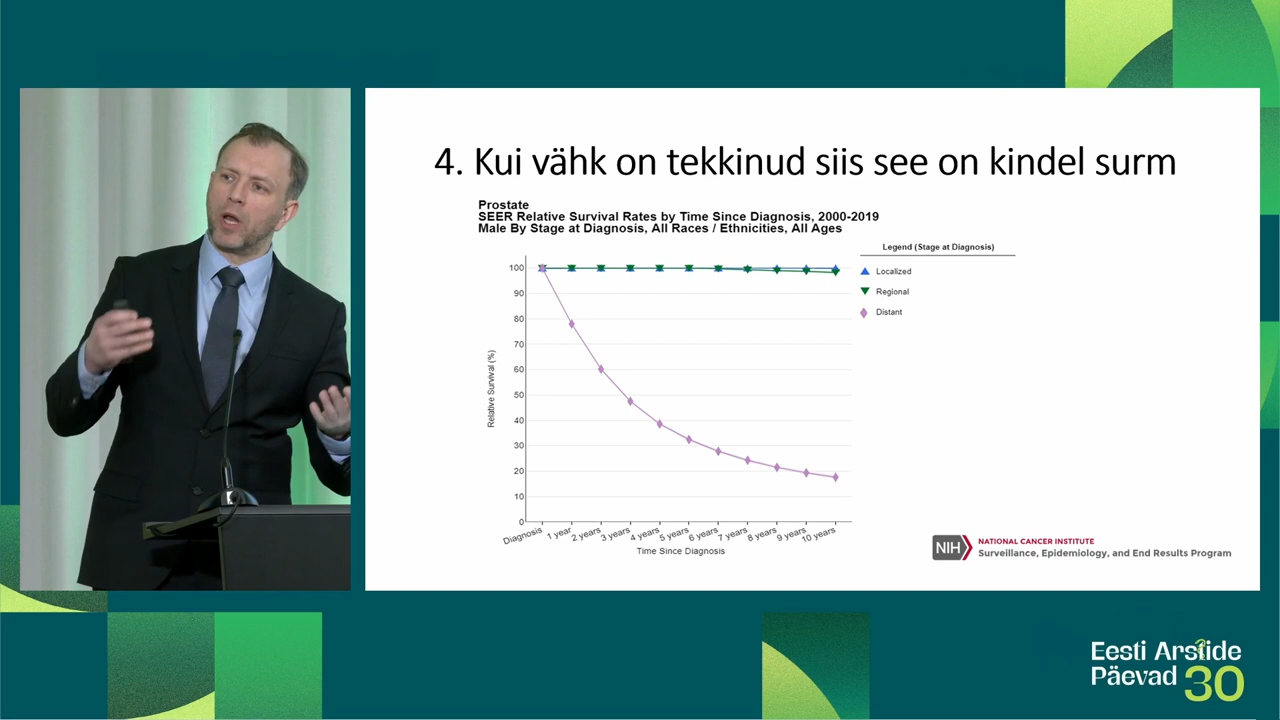 4. Kui vähk on tekkinud siis see on kindel surm
Prostate
SEER Relative Survival Rates by Time Since Diagnosis, 2000-2019
Male By Stage at Diagnosis, All Races / Ethnicities, All Ages
Legend (Stage at Diagnosis)
Localized
Regional
Distant
100
90
80
70
60
50
40
30
20
10
0
Relative Survival (%)
Diagnosis
1 year
2 years
3 years
4 years
5 years
6 years
7 years
8 years
9 years
10 years
Time Since Diagnosis
NIH
NATIONAL CANCER INSTITUTE
Surveillance, Epidemiology, and End Results Program
Eesti Arstide
Päevad 30